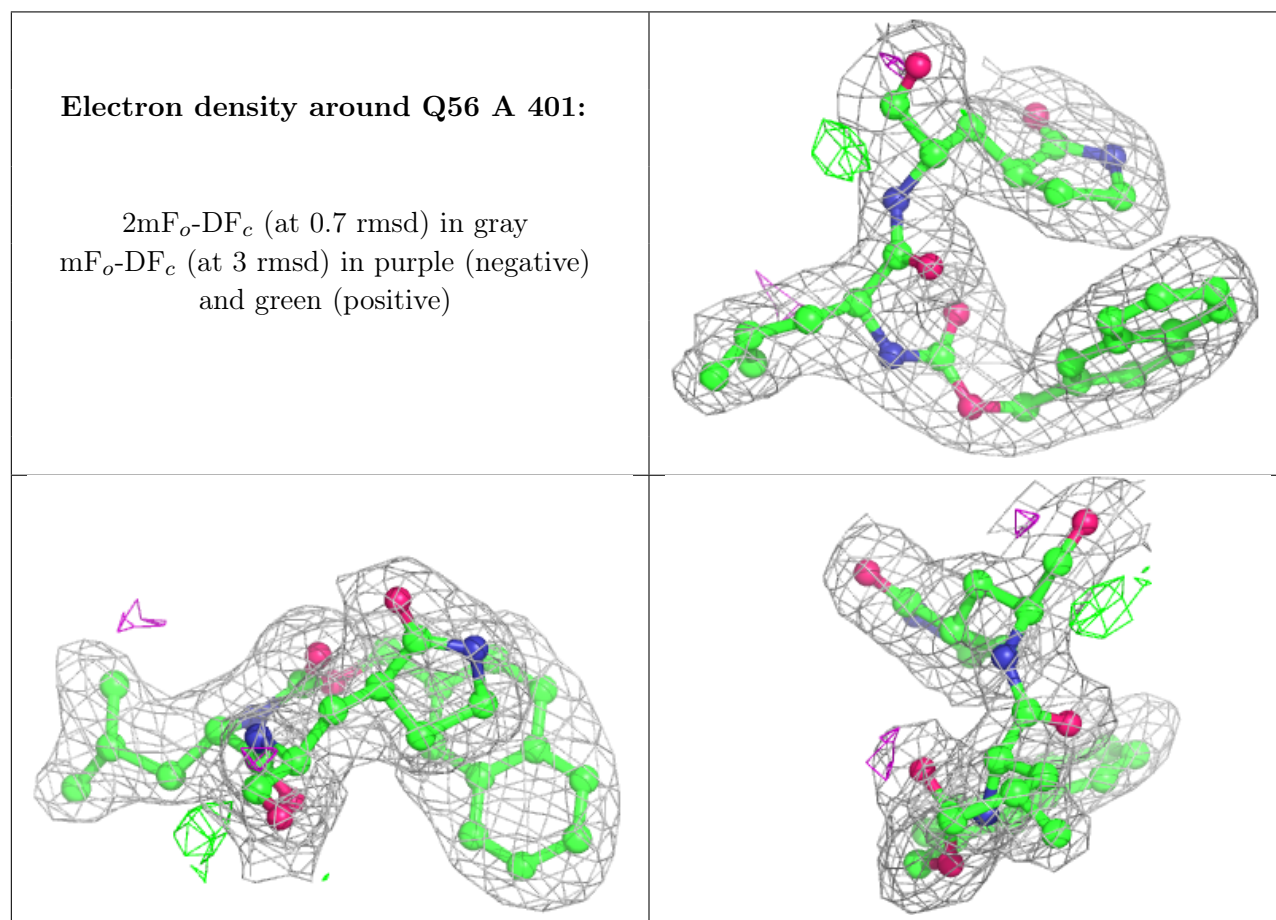 Electron density around Q56 A 401:
2mFo-DFc (at 0.7 rmsd) in gray
mFo-DFc (at 3 rmsd) in purple (negative)
and green (positive)